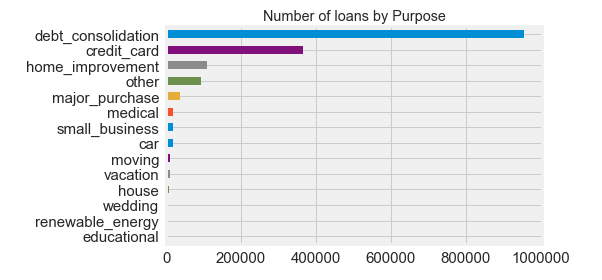 Number of loans by Purpose
debt_consolidation
credit_card
home_improvement
other
major_purchase
medical
small_business
car
moving
vacation
house
wedding
renewable_energy
educational
0 200000 400000 600000 800000 1000000